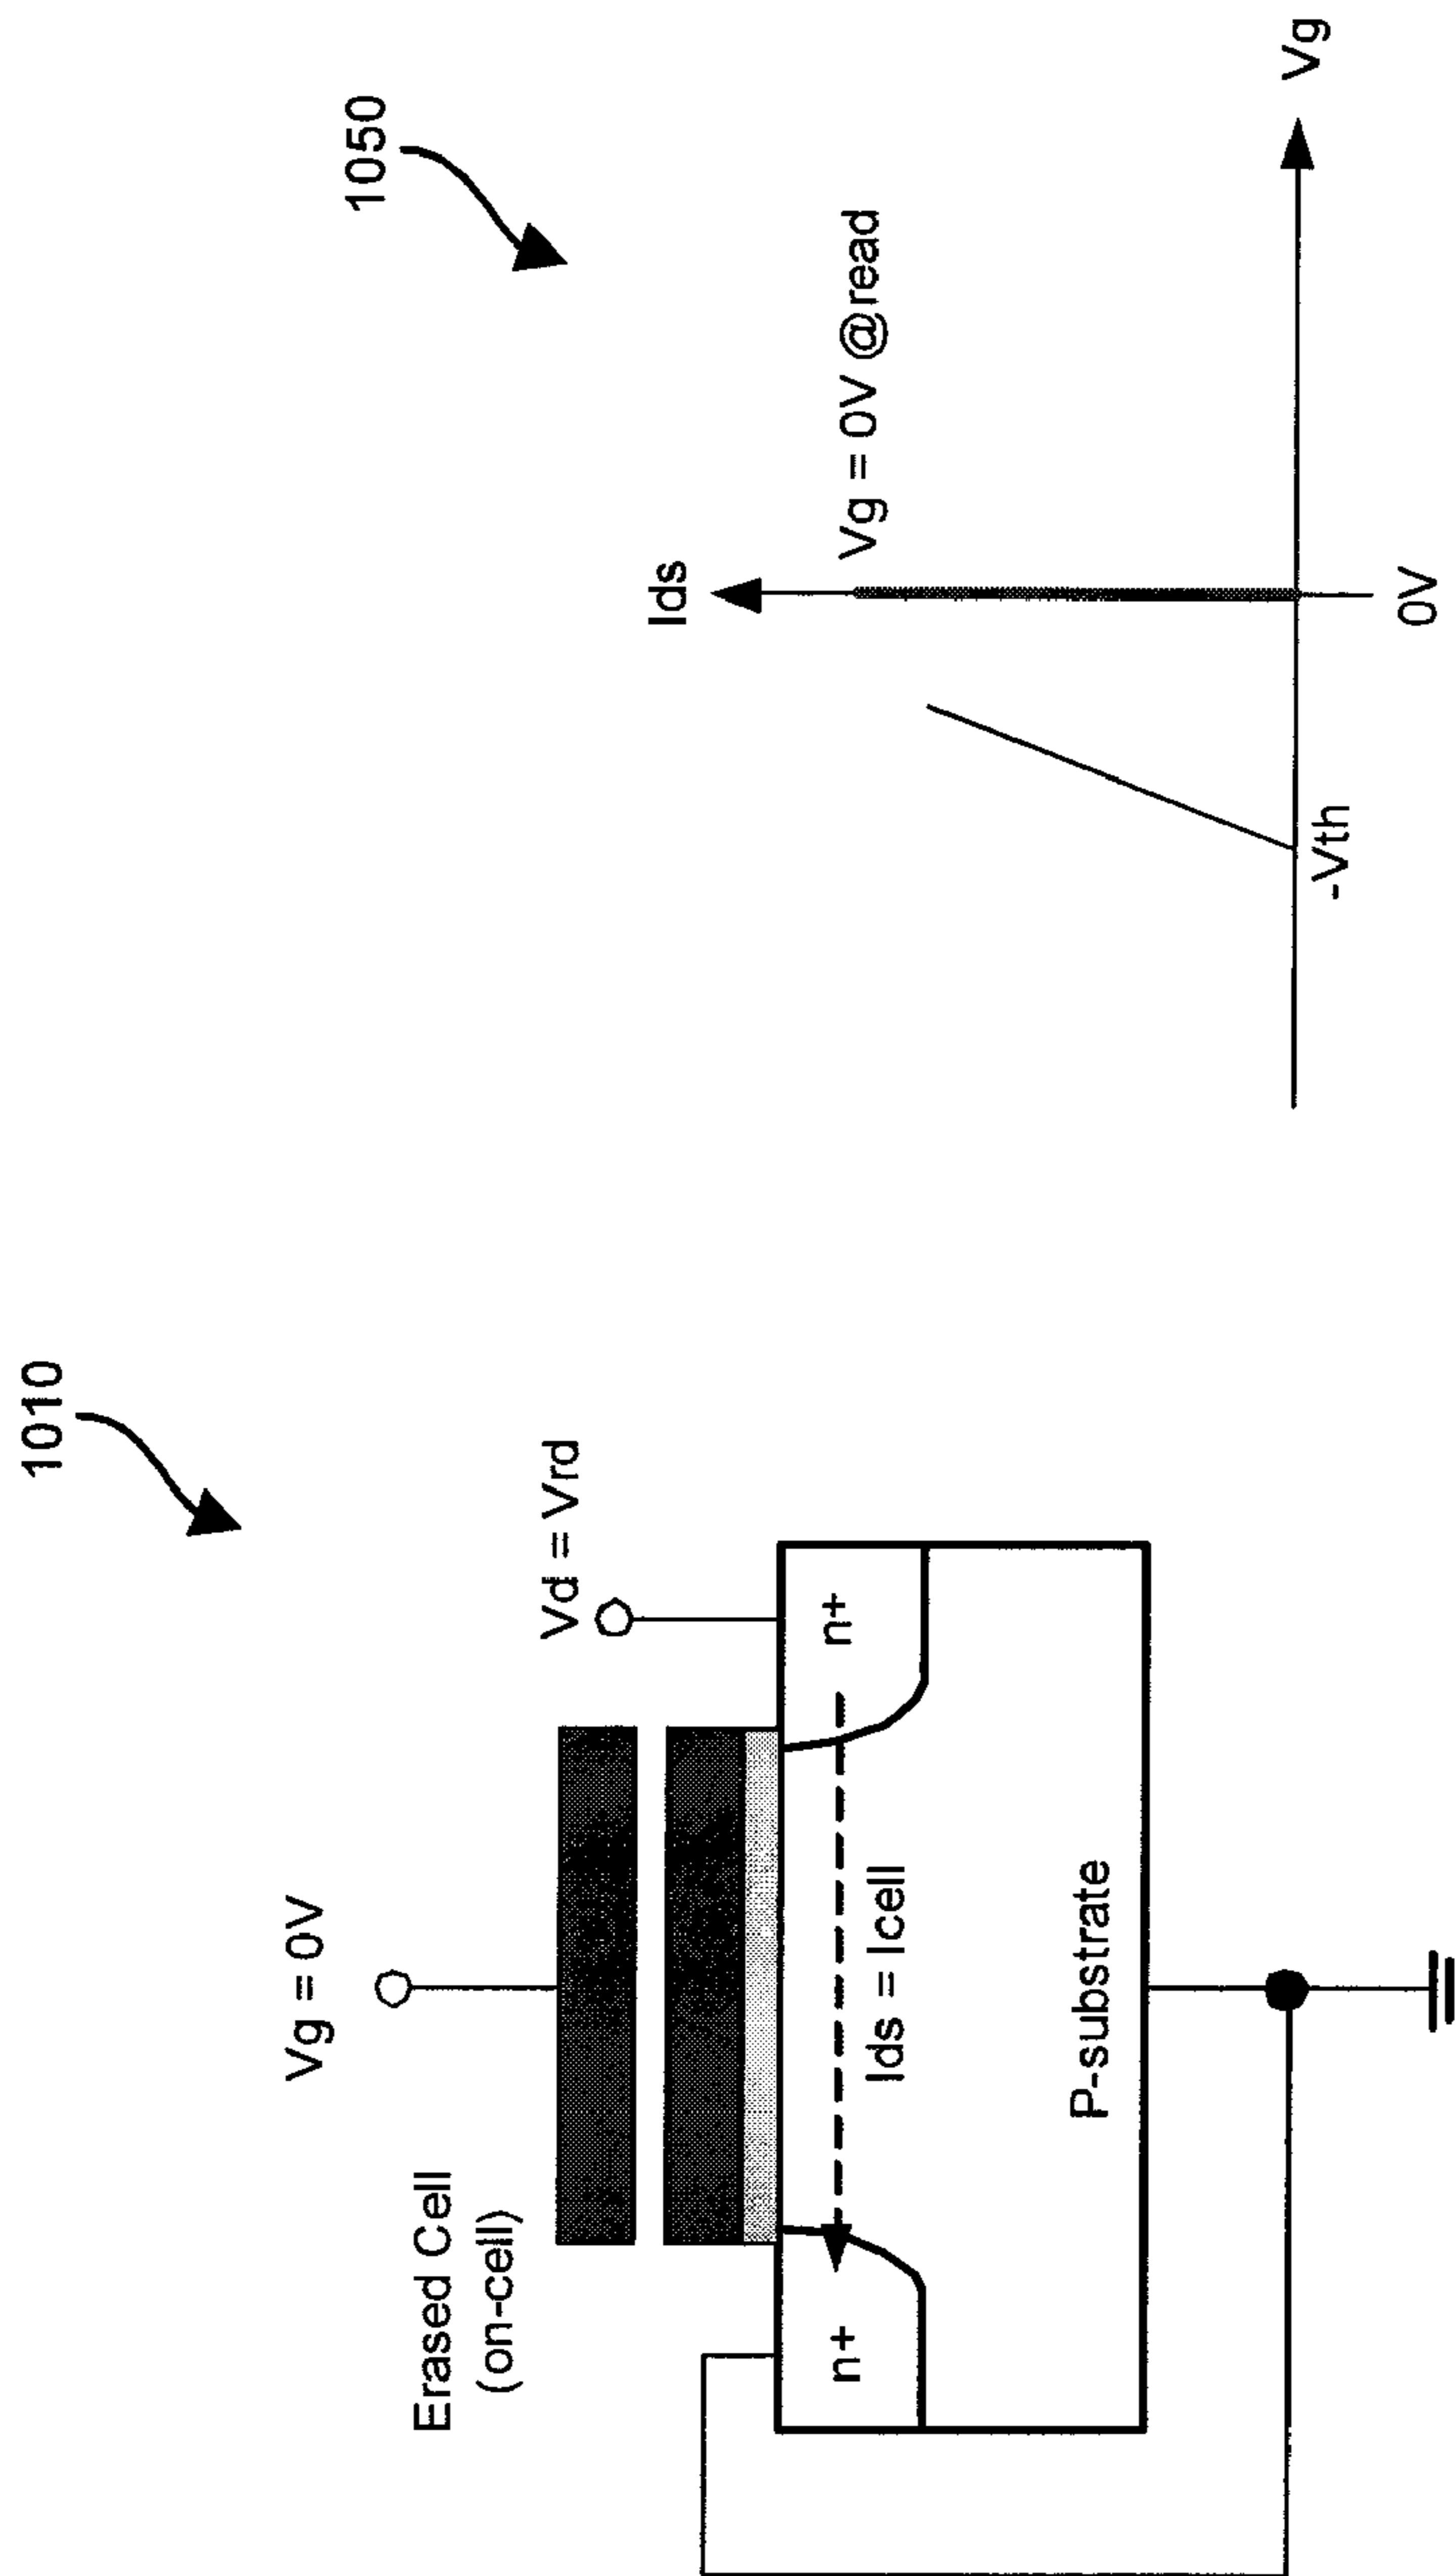 1010
Erased Cell
(on-cell)
Vg = 0V
Vd = Vrd
n+
n+
Ids = Icell
P-substrate
1050
Ids
Vg = 0V @read
Vg
-Vth
0V